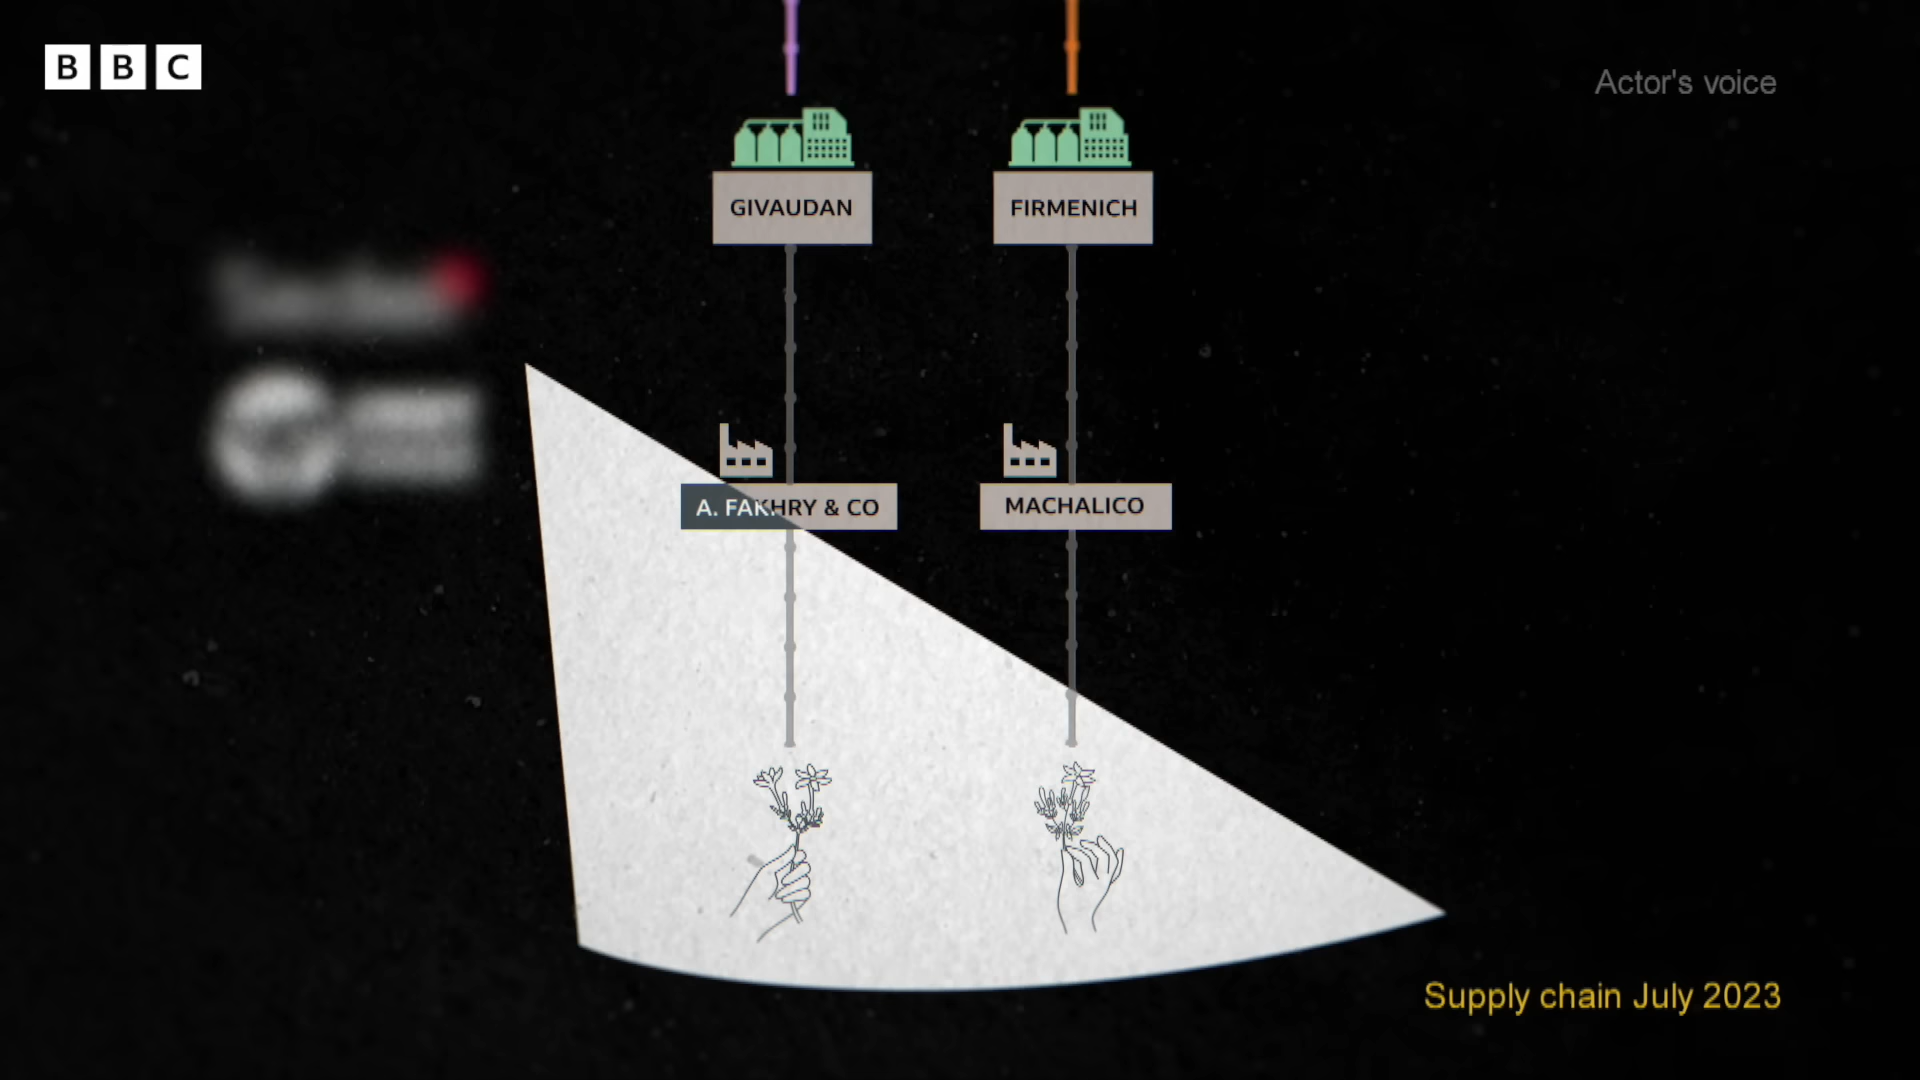 BBC
Actor's voice
GIVAUDAN
FIRMENICH
A. FAKHRY & CO
MACHALICO
Supply chain July 2023